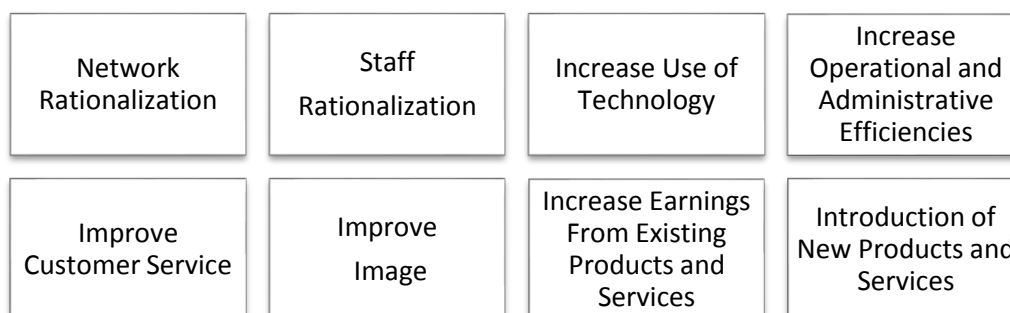 Network
Rationalization
Staff
Rationalization
Increase Use of
Technology
Increase
Operational and
Administrative
Efficiencies
Improve
Customer Service
Improve
Image
Increase Earnings
From Existing
Products and
Services
Introduction of
New Products and
Services